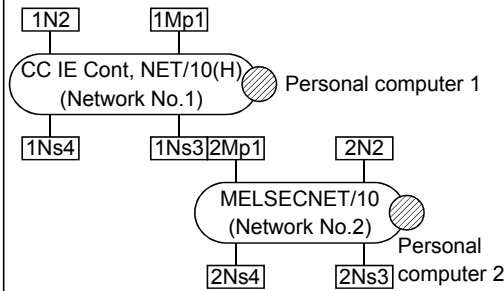 1N2 1Mp1
CC IE Cont, NET/10(H)
(Network No.1)
Personal computer 1
1Ns4 1Ns3 2Mp1 2N2
MELSECNET/10
(Network No.2)
Personal
computer 2
2Ns4 2Ns3